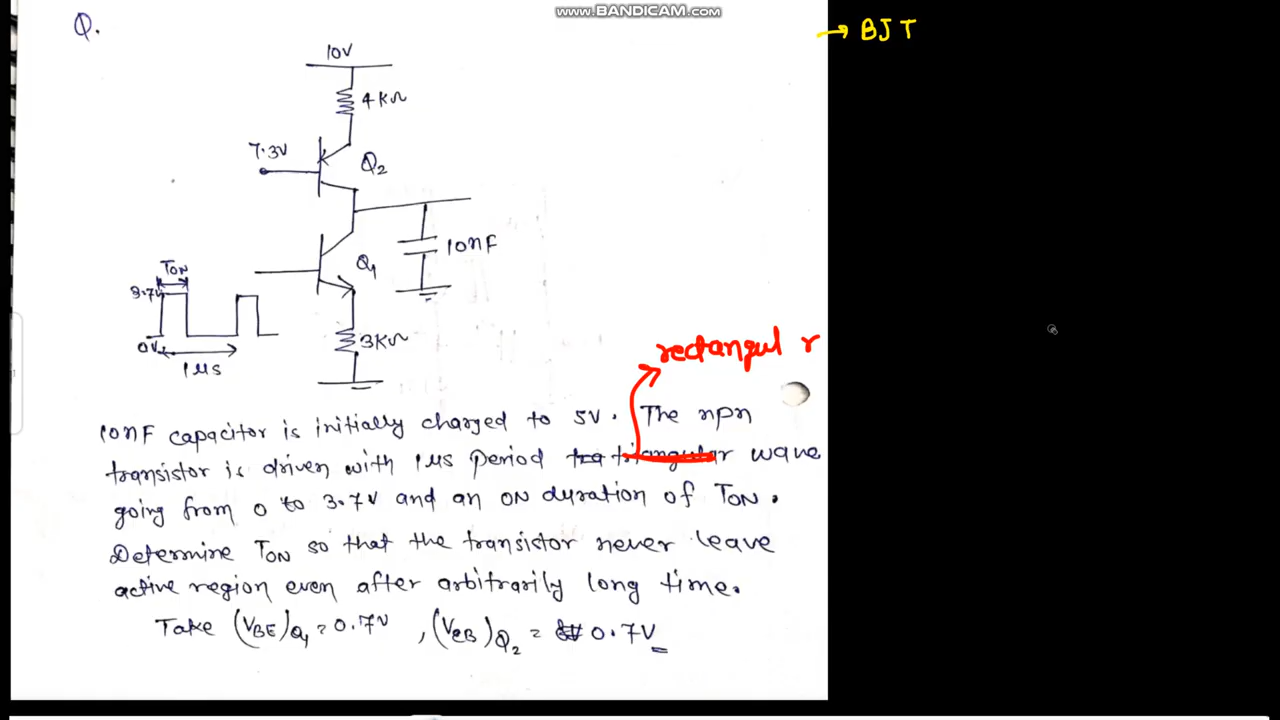 www.BANDICAM.com
Q.
→ BJT
10V
4KΩ
7.3V
Q2
10nF
Q1
TON
3.7V
0V
1μs
3KΩ
rectangul r
10nF capacitor is initially charged to 5V. The npn
transistor is driven with 1μs period triangular wave
going from 0 to 3.7V and an ON duration of TON.
Determine TON so that the transistor never leave
active region even after arbitrarily long time.
Take (VBE)Q1 = 0.7V , (VEB)Q2 = 0.7V